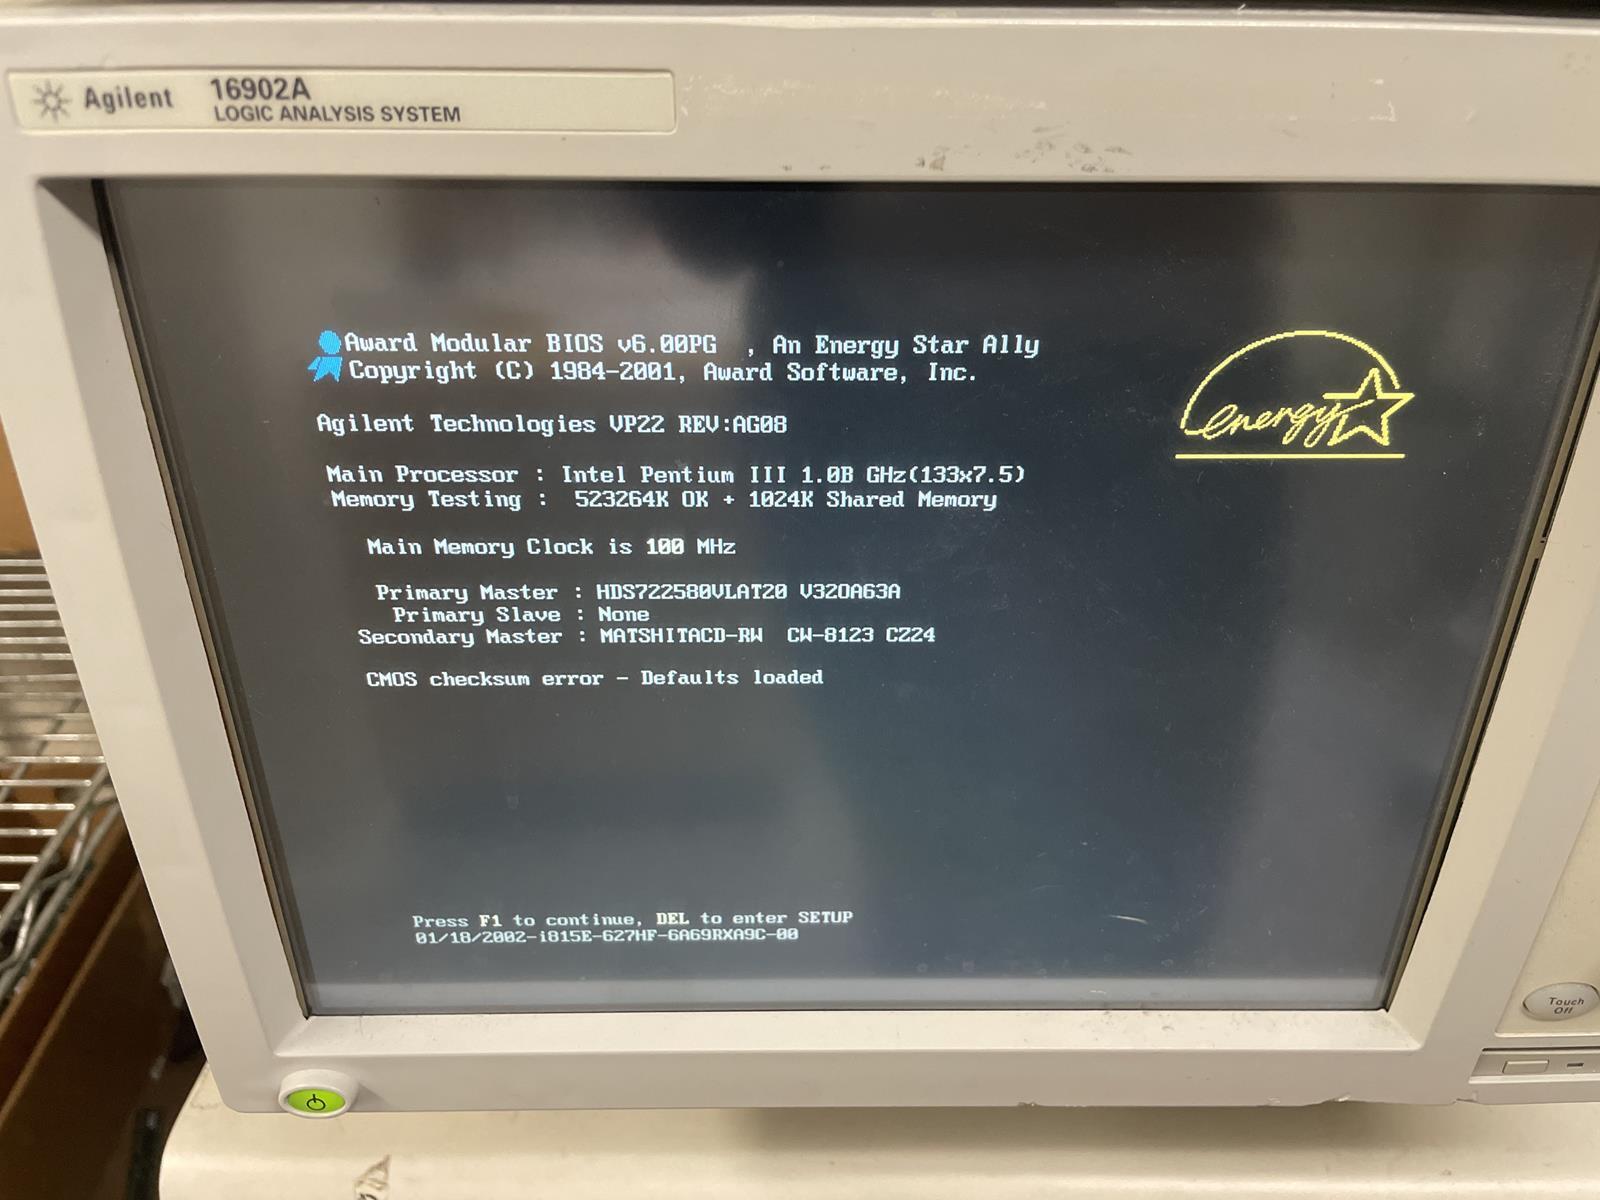 Agilent 16902A
LOGIC ANALYSIS SYSTEM
Award Modular BIOS v6.00PG , An Energy Star Ally
Copyright (C) 1984-2001, Award Software, Inc.
energy
Agilent Technologies VP22 REV:AG08
Main Processor : Intel Pentium III 1.0B GHz(133x7.5)
Memory Testing : 523264K OK + 1024K Shared Memory
Main Memory Clock is 100 MHz
Primary Master : HDS722580VLAT20 V32OA63A
Primary Slave : None
Secondary Master : MATSHITACD-RW CW-8123 CZ24
CMOS checksum error - Defaults loaded
Press F1 to continue, DEL to enter SETUP
01/18/2002-i815E-627HF-6A69RXA9C-00
Touch
Off